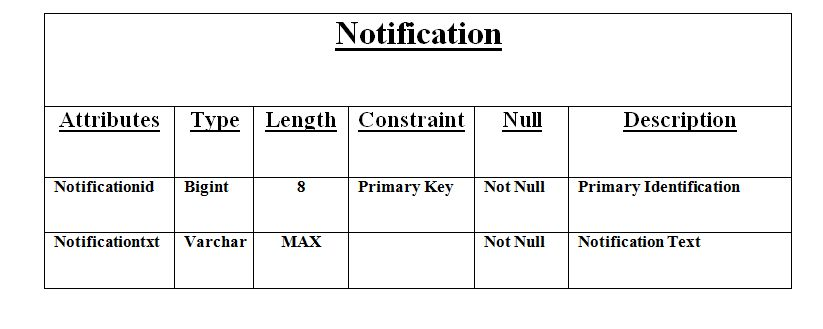 Notification
Attributes Type Length Constraint Null Description
Notificationid Bigint 8 Primary Key Not Null Primary Identification
Notificationtxt Varchar MAX Not Null Notification Text